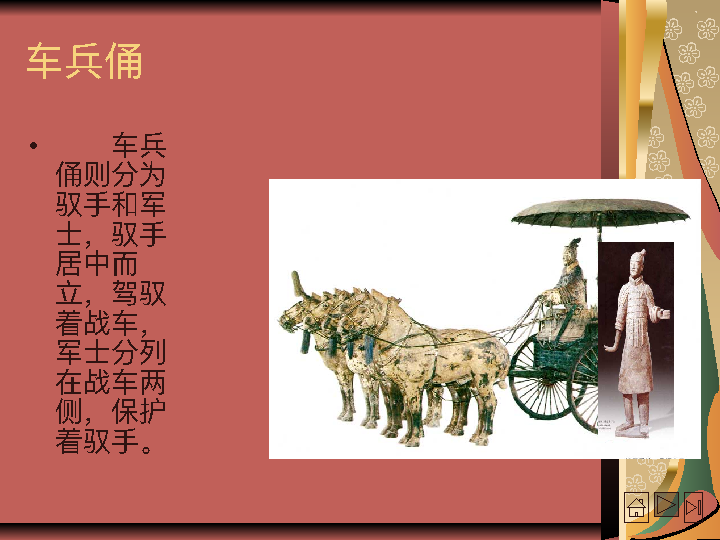 车兵俑
• 车兵
俑则分为
驭手和军
士，驭手
居中而
立，驾驭
着战车，
军士分列
在战车两
侧，保护
着驭手。